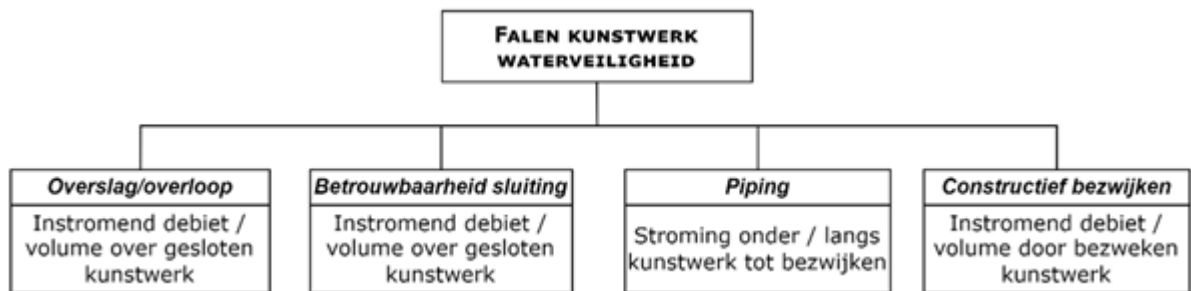 FALEN KUNSTWERK
WATERVEILIGHEID
Overslag/overloop
Instromend debiet /
volume over gesloten
kunstwerk
Betrouwbaarheid sluiting
Instromend debiet /
volume over gesloten
kunstwerk
Piping
Stroming onder / langs
kunstwerk tot bezwijken
Constructief bezwijken
Instromend debiet /
volume door bezweken
kunstwerk